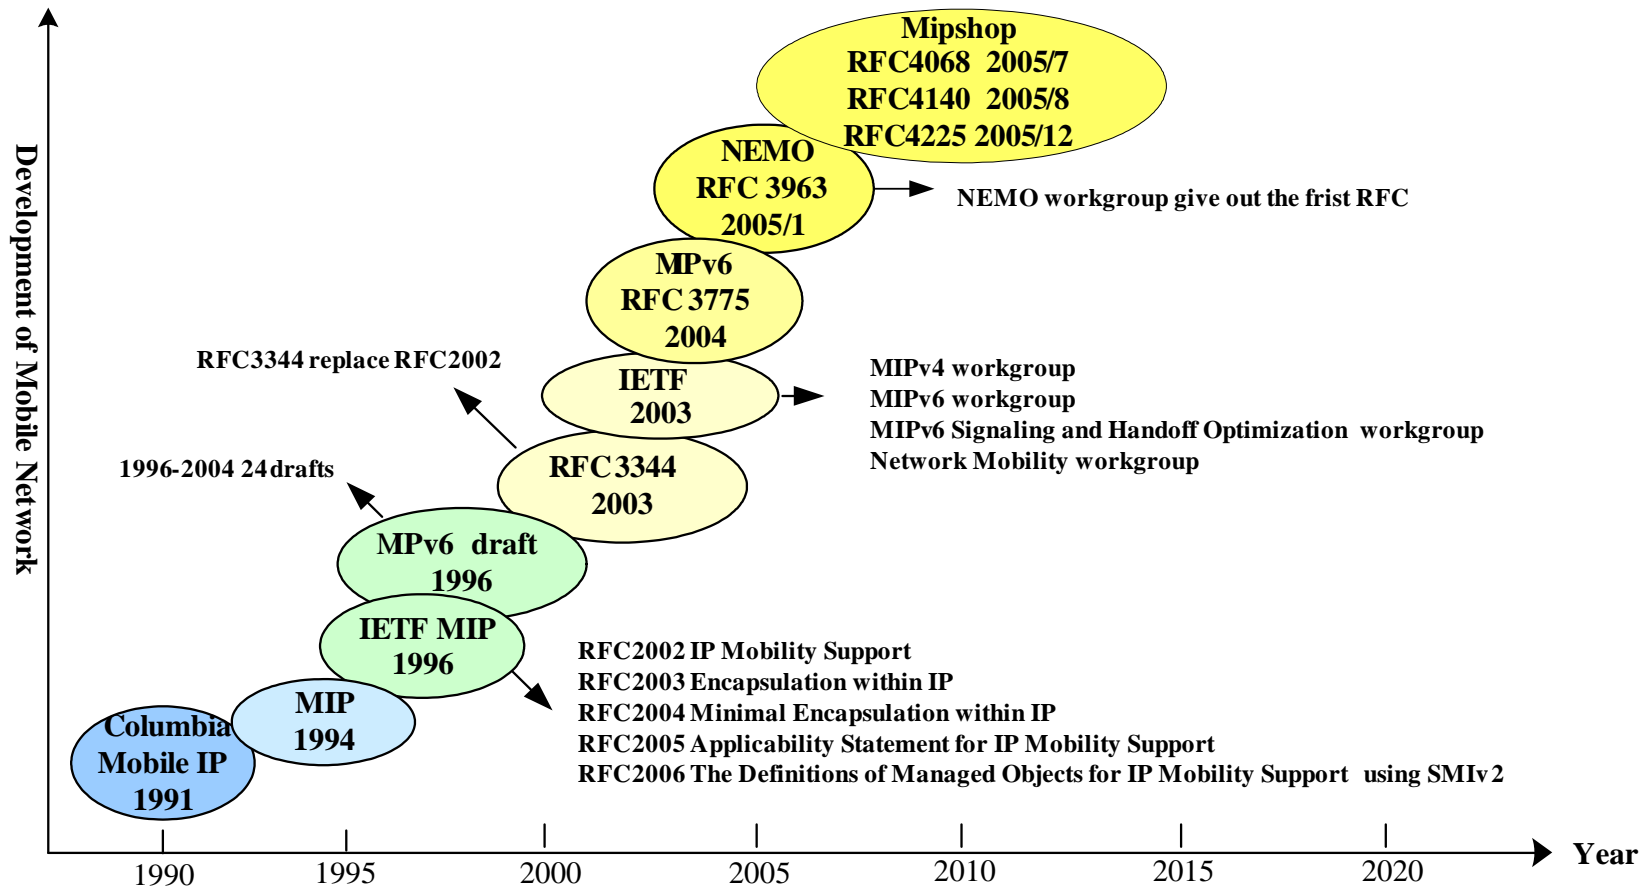 Mipshop
RFC4068 2005/7
RFC4140 2005/8
RFC4225 2005/12
NEMO
RFC 3963
2005/1
NEMO workgroup give out the frist RFC
MIPv6
RFC 3775
2004
RFC3344 replace RFC2002
IETF
2003
MIPv4 workgroup
MIPv6 workgroup
MIPv6 Signaling and Handoff Optimization workgroup
Network Mobility workgroup
RFC 3344
2003
1996-2004 24 drafts
MPv6 draft
1996
IETF MIP
1996
RFC2002 IP Mobility Support
RFC2003 Encapsulation within IP
RFC2004 Minimal Encapsulation within IP
RFC2005 Applicability Statement for IP Mobility Support
RFC2006 The Definitions of Managed Objects for IP Mobility Support using SMIv2
MIP
1994
Columbia
Mobile IP
1991
Development of Mobile Network
1990 1995 2000 2005 2010 2015 2020
Year